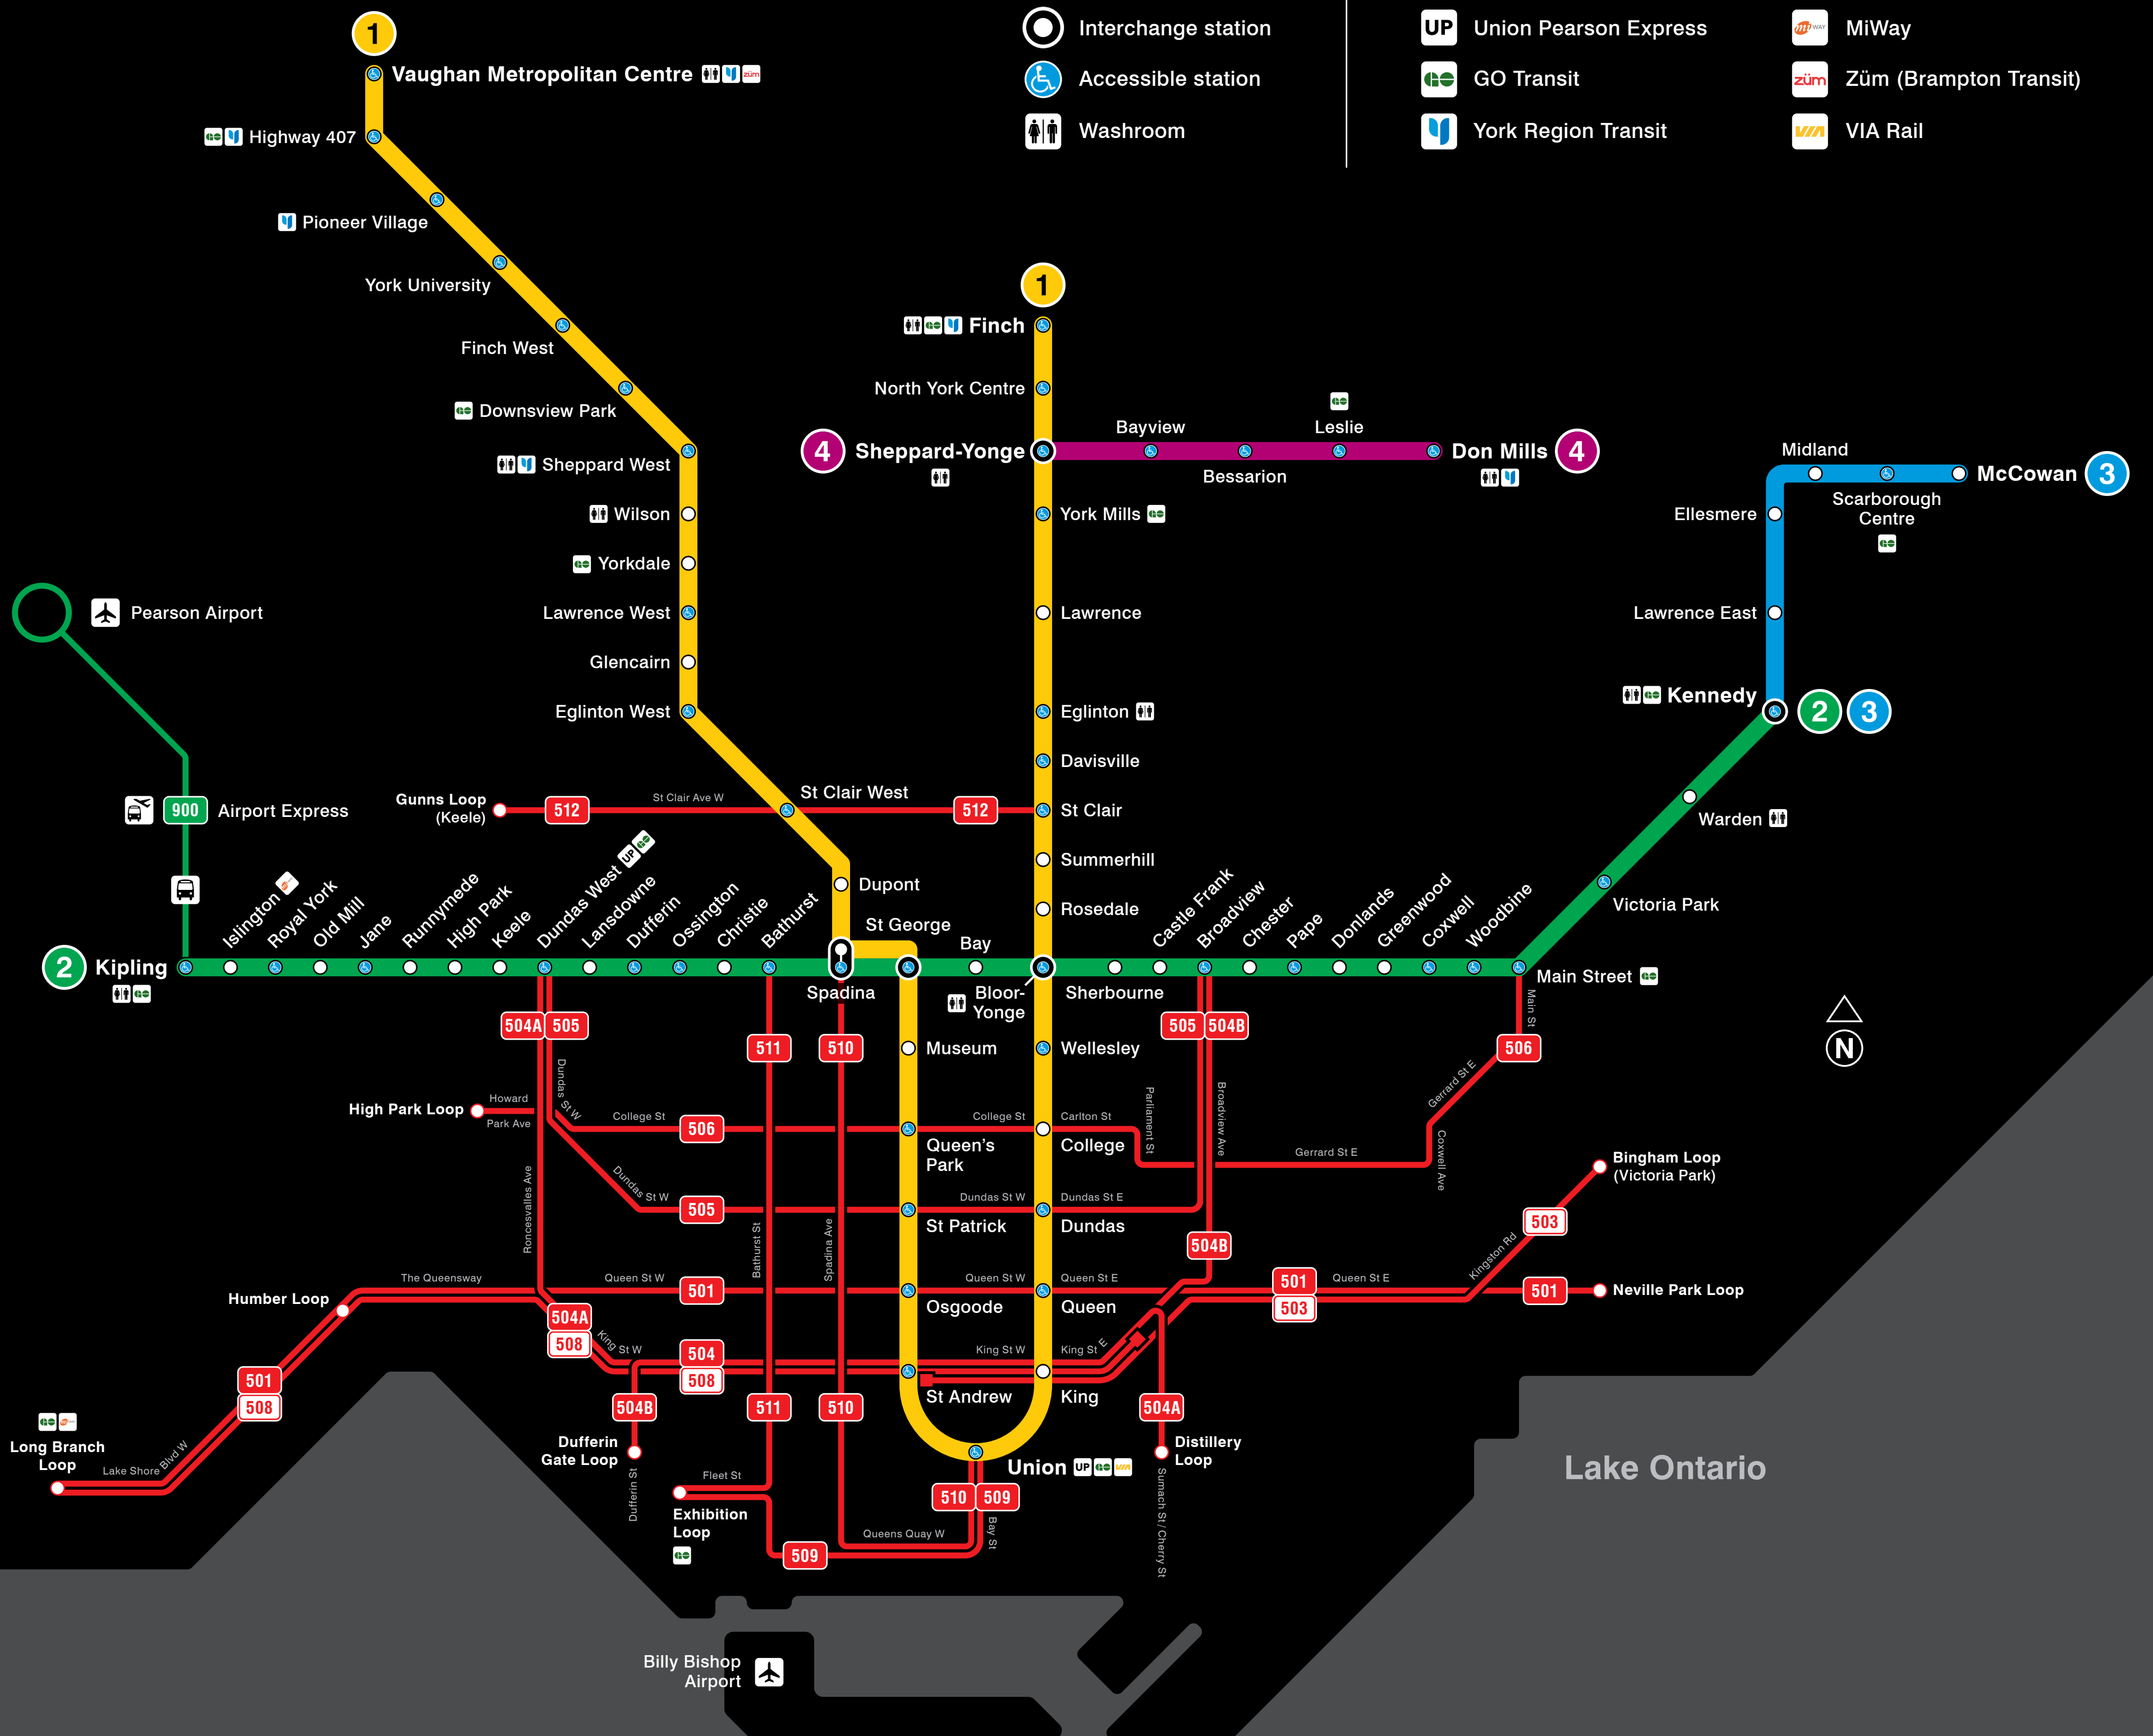 1
Vaughan Metropolitan Centre
züm
Highway 407
Pioneer Village
York University
Finch West
Downsview Park
Sheppard West
Wilson
Yorkdale
Lawrence West
Glencairn
Eglinton West
St Clair West
Dupont
St George
Spadina
Museum
Queen's
Park
St Patrick
Osgoode
St Andrew
Union
UP
VIA
Interchange station
Accessible station
Washroom
UP
Union Pearson Express
GO Transit
York Region Transit
MiWay
züm
Züm (Brampton Transit)
VIA
VIA Rail
1
Finch
North York Centre
4
Sheppard-Yonge
Bayview
Bessarion
Leslie
Don Mills
4
York Mills
Lawrence
Eglinton
Davisville
St Clair
Summerhill
Rosedale
Bloor-
Yonge
Wellesley
College
Dundas
Queen
King
Midland
McCowan
3
Scarborough
Centre
Ellesmere
Lawrence East
Kennedy
2
3
Warden
Victoria Park
Main Street
Pearson Airport
900
Airport Express
2
Kipling
Islington
Royal York
Old Mill
Jane
Runnymede
High Park
Keele
Dundas West
UP
Lansdowne
Dufferin
Ossington
Christie
Bathurst
Bay
Sherbourne
Castle Frank
Broadview
Chester
Pape
Donlands
Greenwood
Coxwell
Woodbine
Gunns Loop
(Keele)
512
St Clair Ave W
512
504A
505
511
510
505
504B
506
Main St
N
High Park Loop
Howard
Park Ave
Dundas St W
College St
506
College St
Carlton St
Parliament St
Broadview Ave
Gerrard St E
Coxwell Ave
Gerrard St E
Roncesvalles Ave
Dundas St W
505
Dundas St W
Dundas St E
Bathurst St
Spadina Ave
504B
Bingham Loop
(Victoria Park)
503
Kingston Rd
Humber Loop
The Queensway
Queen St W
501
Queen St W
Queen St E
501
503
Queen St E
501
Neville Park Loop
504A
508
King St W
504
508
King St W
King St E
501
508
504B
511
510
504A
Long Branch
Loop
Lake Shore Blvd W
Dufferin
Gate Loop
Dufferin St
Distillery
Loop
Sumach St / Cherry St
Fleet St
Exhibition
Loop
510
509
Bay St
Queens Quay W
509
Lake Ontario
Billy Bishop
Airport